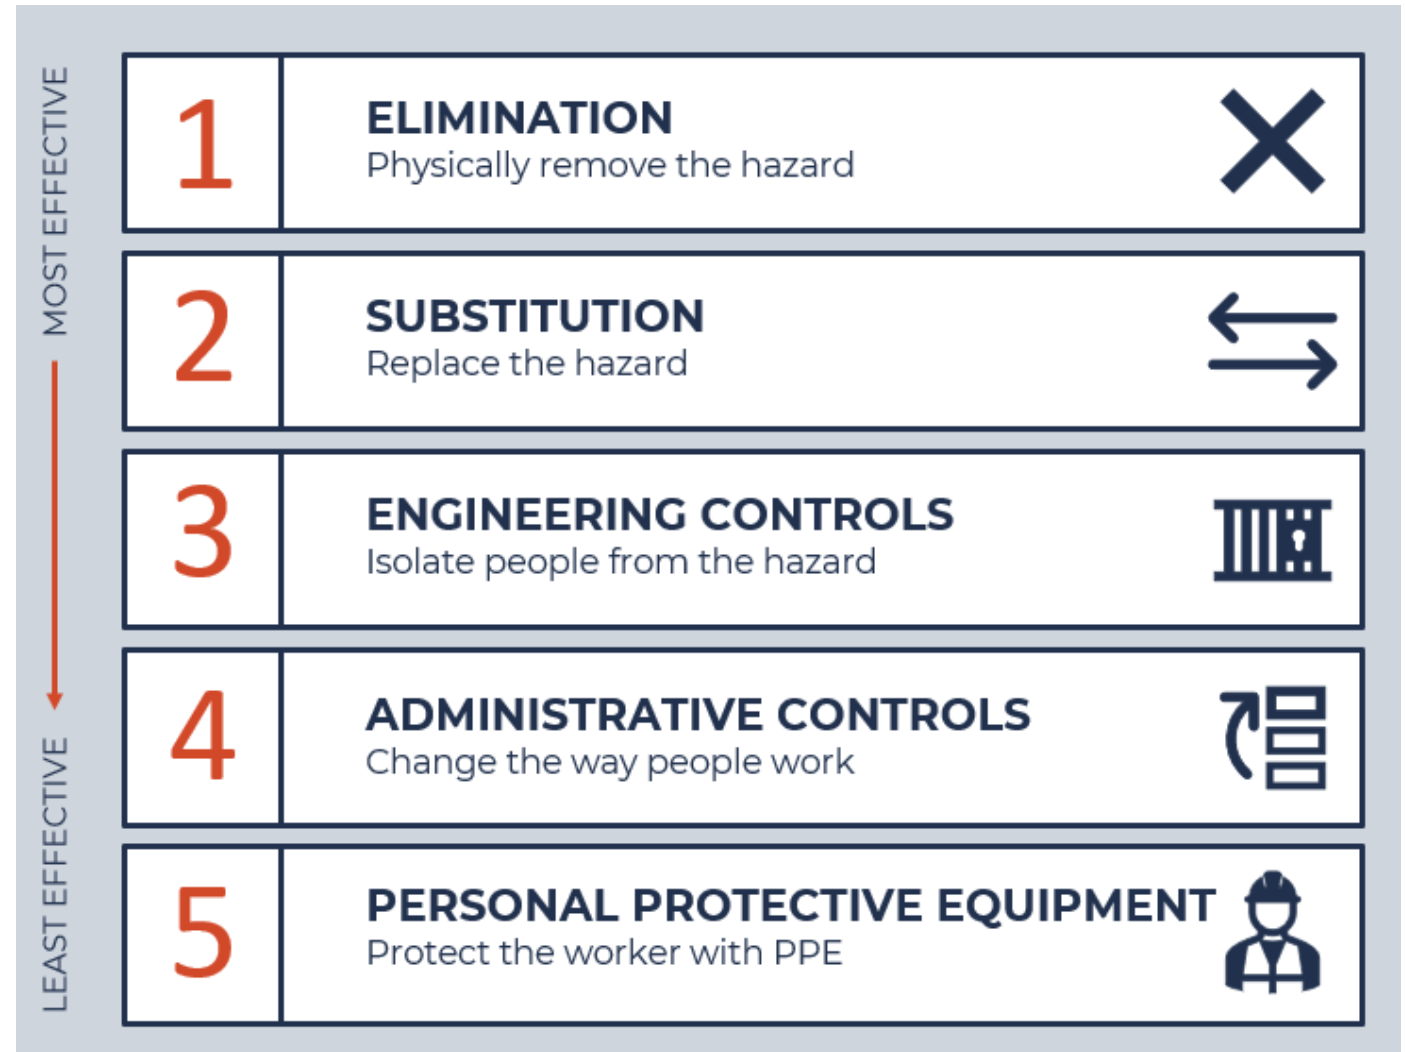 MOST EFFECTIVE
LEAST EFFECTIVE
1
ELIMINATION
Physically remove the hazard
2
SUBSTITUTION
Replace the hazard
3
ENGINEERING CONTROLS
Isolate people from the hazard
4
ADMINISTRATIVE CONTROLS
Change the way people work
5
PERSONAL PROTECTIVE EQUIPMENT
Protect the worker with PPE